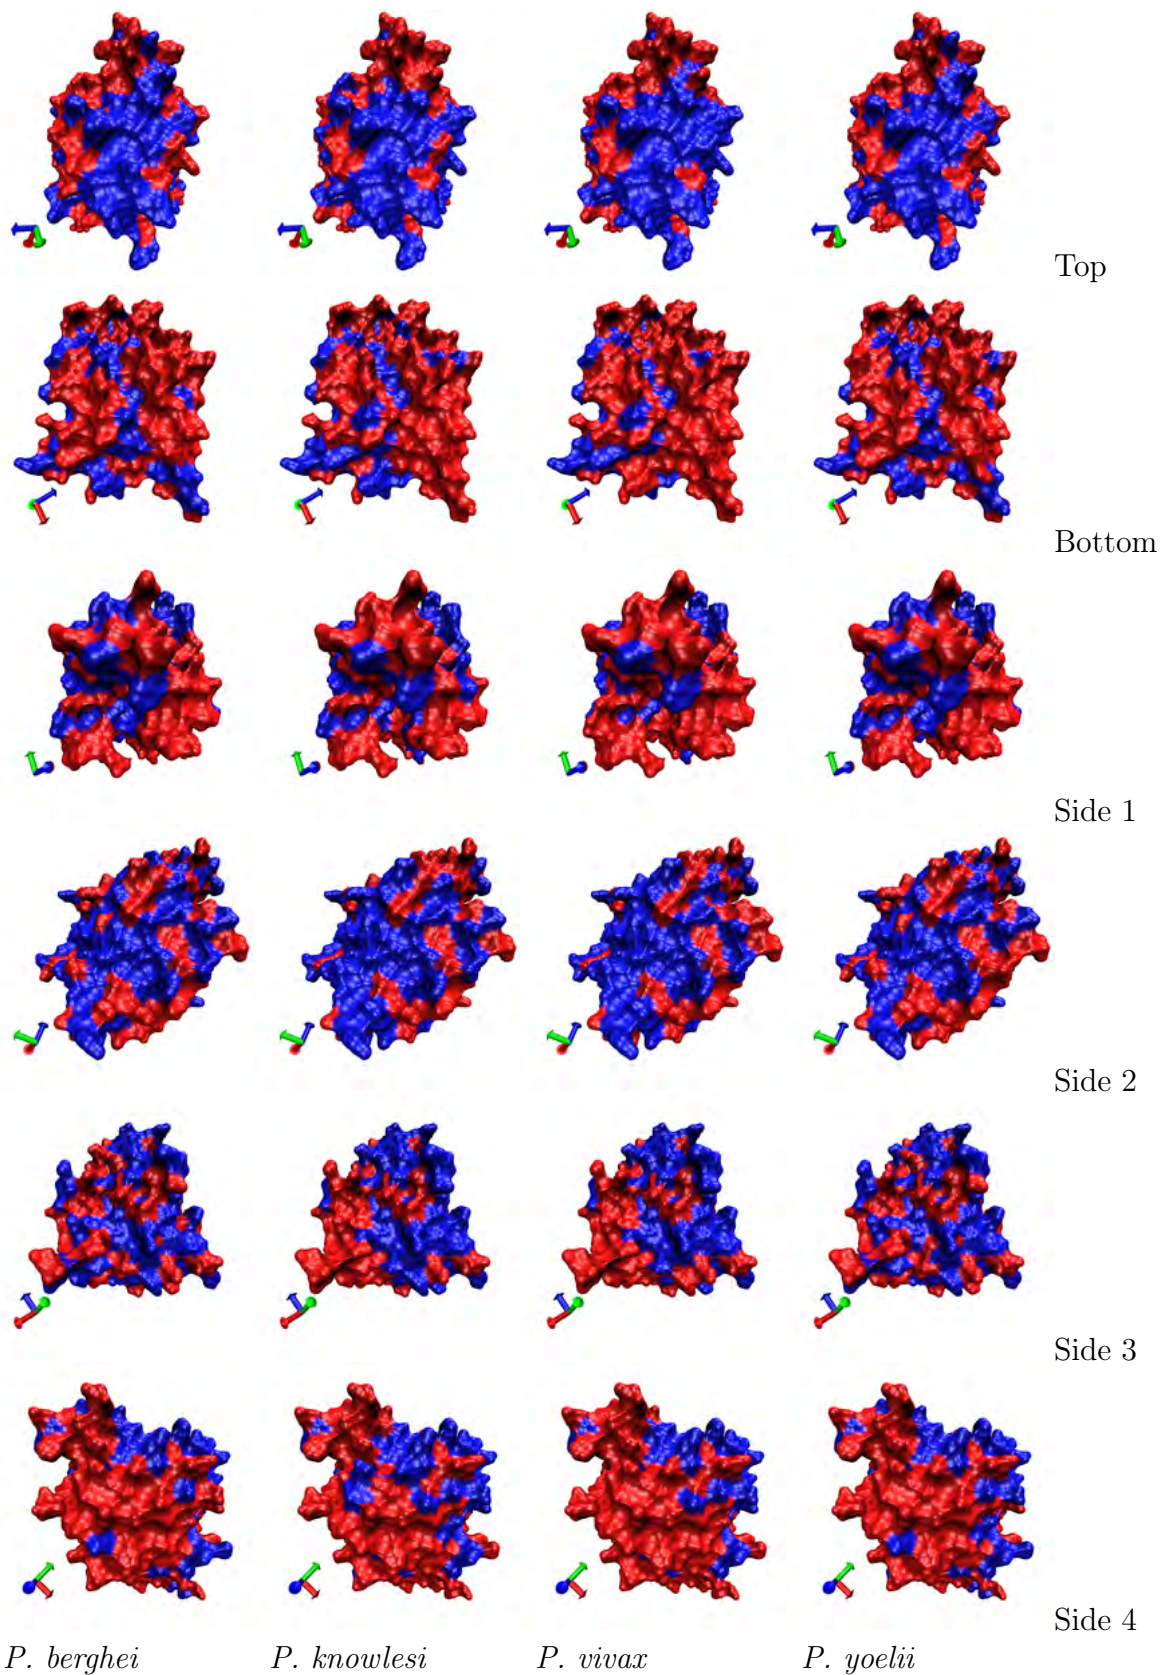 Top
Bottom
Side 1
Side 2
Side 3
Side 4
P. berghei P. knowlesi P. vivax P. yoelii